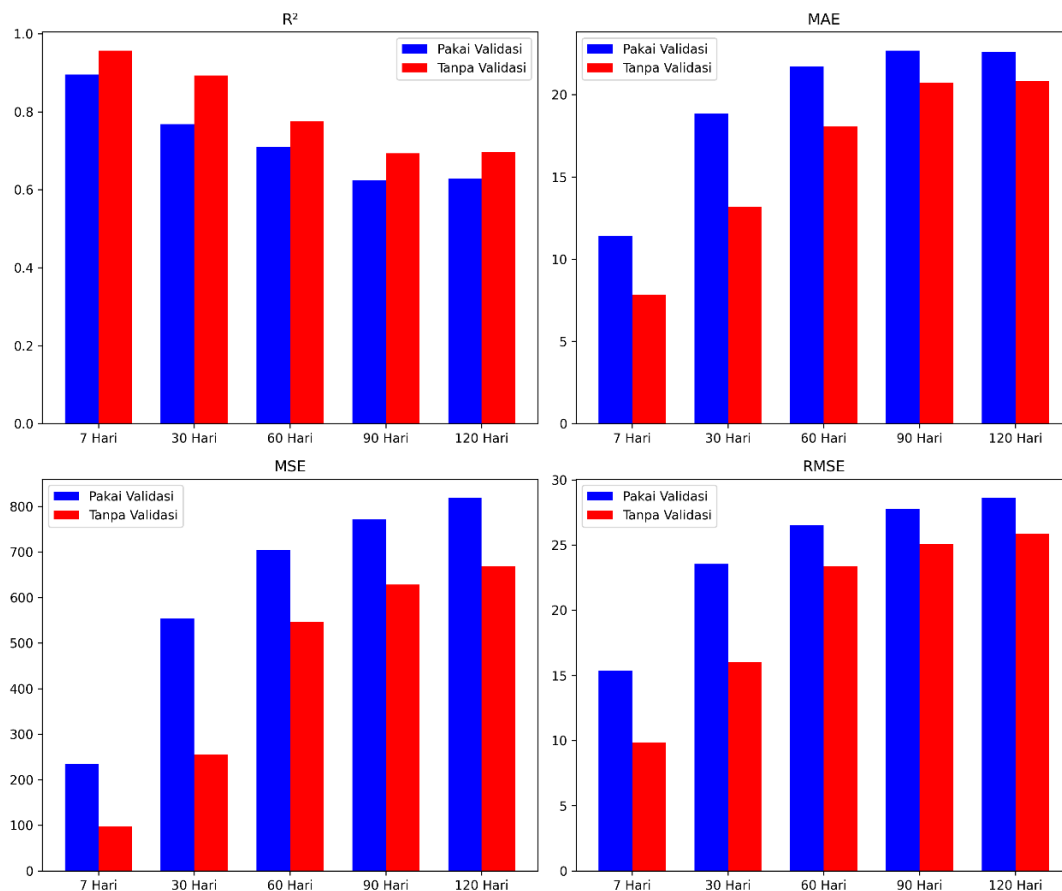 R²
1.0
0.8
0.6
0.4
0.2
0.0
Pakai Validasi
Tanpa Validasi
7 Hari 30 Hari 60 Hari 90 Hari 120 Hari
MAE
20
15
10
5
0
Pakai Validasi
Tanpa Validasi
7 Hari 30 Hari 60 Hari 90 Hari 120 Hari
MSE
800
700
600
500
400
300
200
100
0
Pakai Validasi
Tanpa Validasi
7 Hari 30 Hari 60 Hari 90 Hari 120 Hari
RMSE
30
25
20
15
10
5
0
Pakai Validasi
Tanpa Validasi
7 Hari 30 Hari 60 Hari 90 Hari 120 Hari